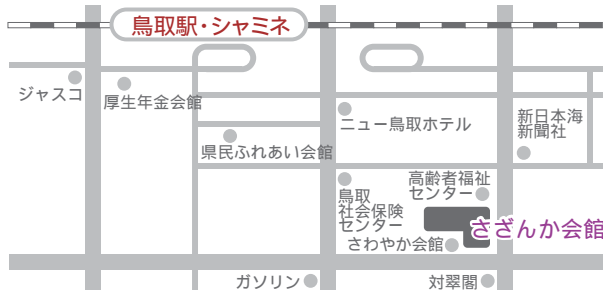 鳥取駅・シャミネ
ジャスコ
厚生年金会館
ニュー鳥取ホテル
新日本海
新聞社
県民ふれあい会館
高齢者福祉
センター
鳥取
社会保険
センター
さざんか会館
さわやか会館
ガソリン
対翠閣